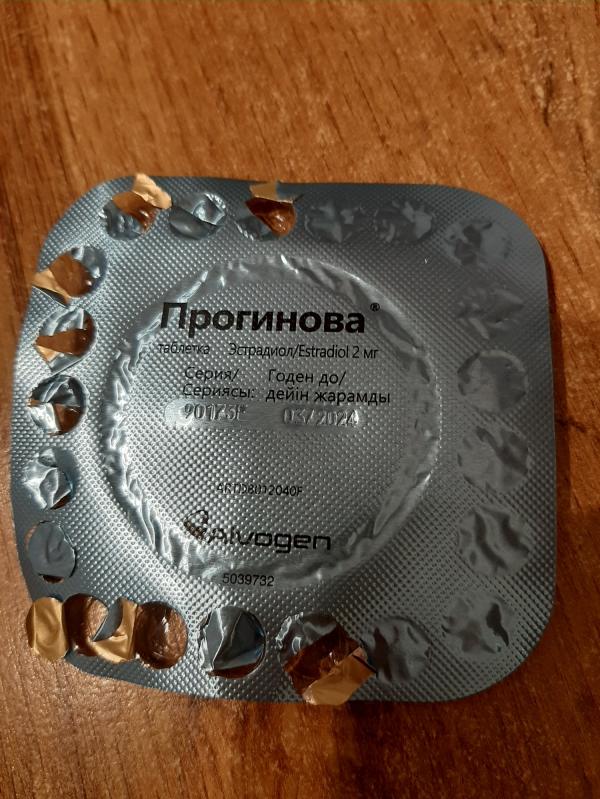 Прогинова®
таблетка Эстрадиол/Estradiol 2 мг
Серия/ Годен до/
Сериясы: дейін жарамды
03/2024
Alvogen
5039732